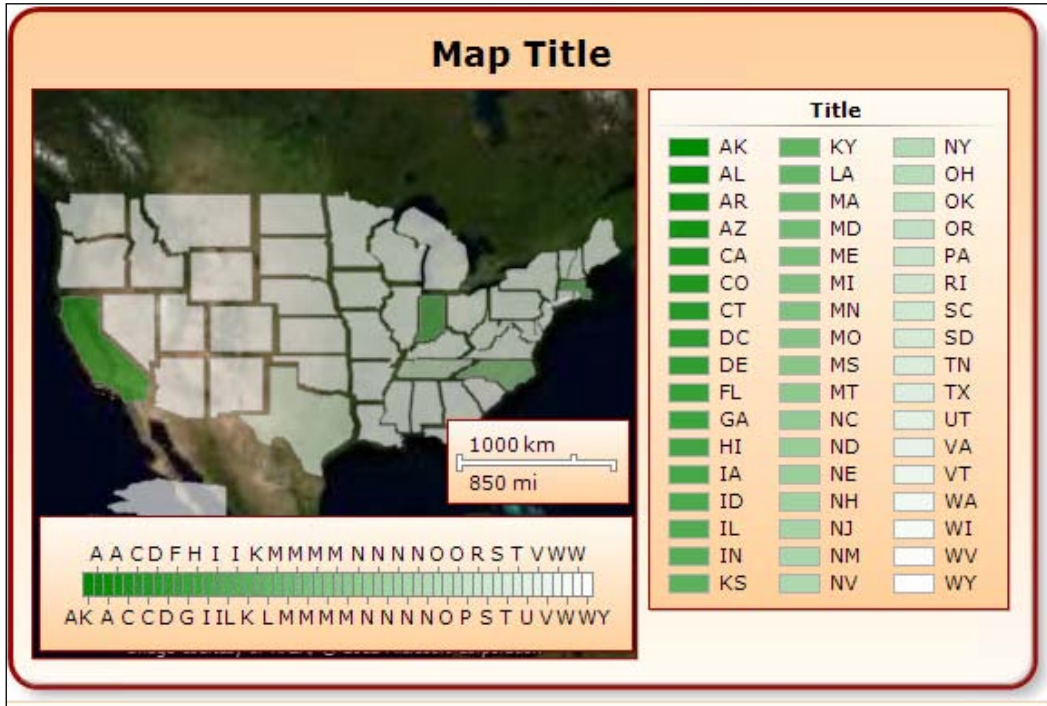 Map Title
Title
AK KY NY
AL LA OH
AR MA OK
AZ MD OR
CA ME PA
CO MI RI
CT MN SC
DC MO SD
DE MS TN
FL MT TX
GA NC UT
HI ND VA
IA NE VT
ID NH WA
IL NJ WI
IN NM WV
KS NV WY
1000 km
850 mi
A A C D F H I I K M M M M N N N N O O R S T V W W
AK A C C D G I IL K L M M M M N N N N O P S T U V W WY